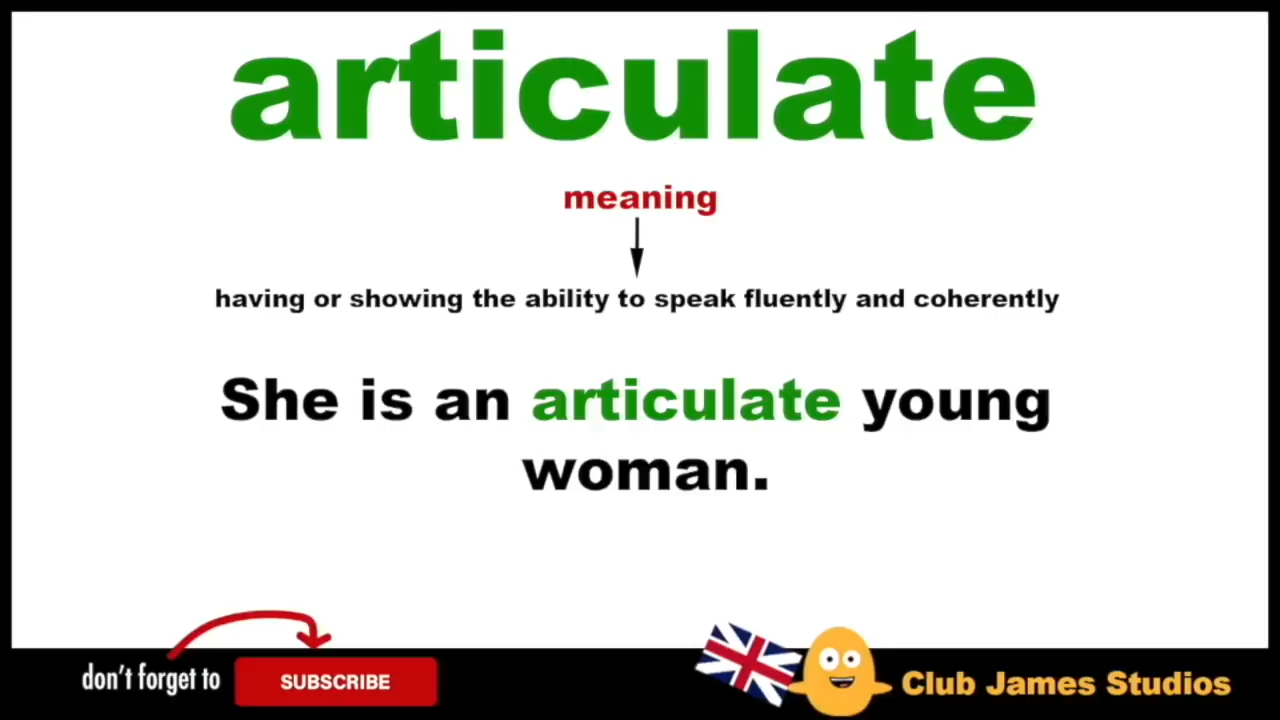 articulate
meaning
having or showing the ability to speak fluently and coherently
She is an articulate young
woman.
don't forget to
SUBSCRIBE
Club James Studios